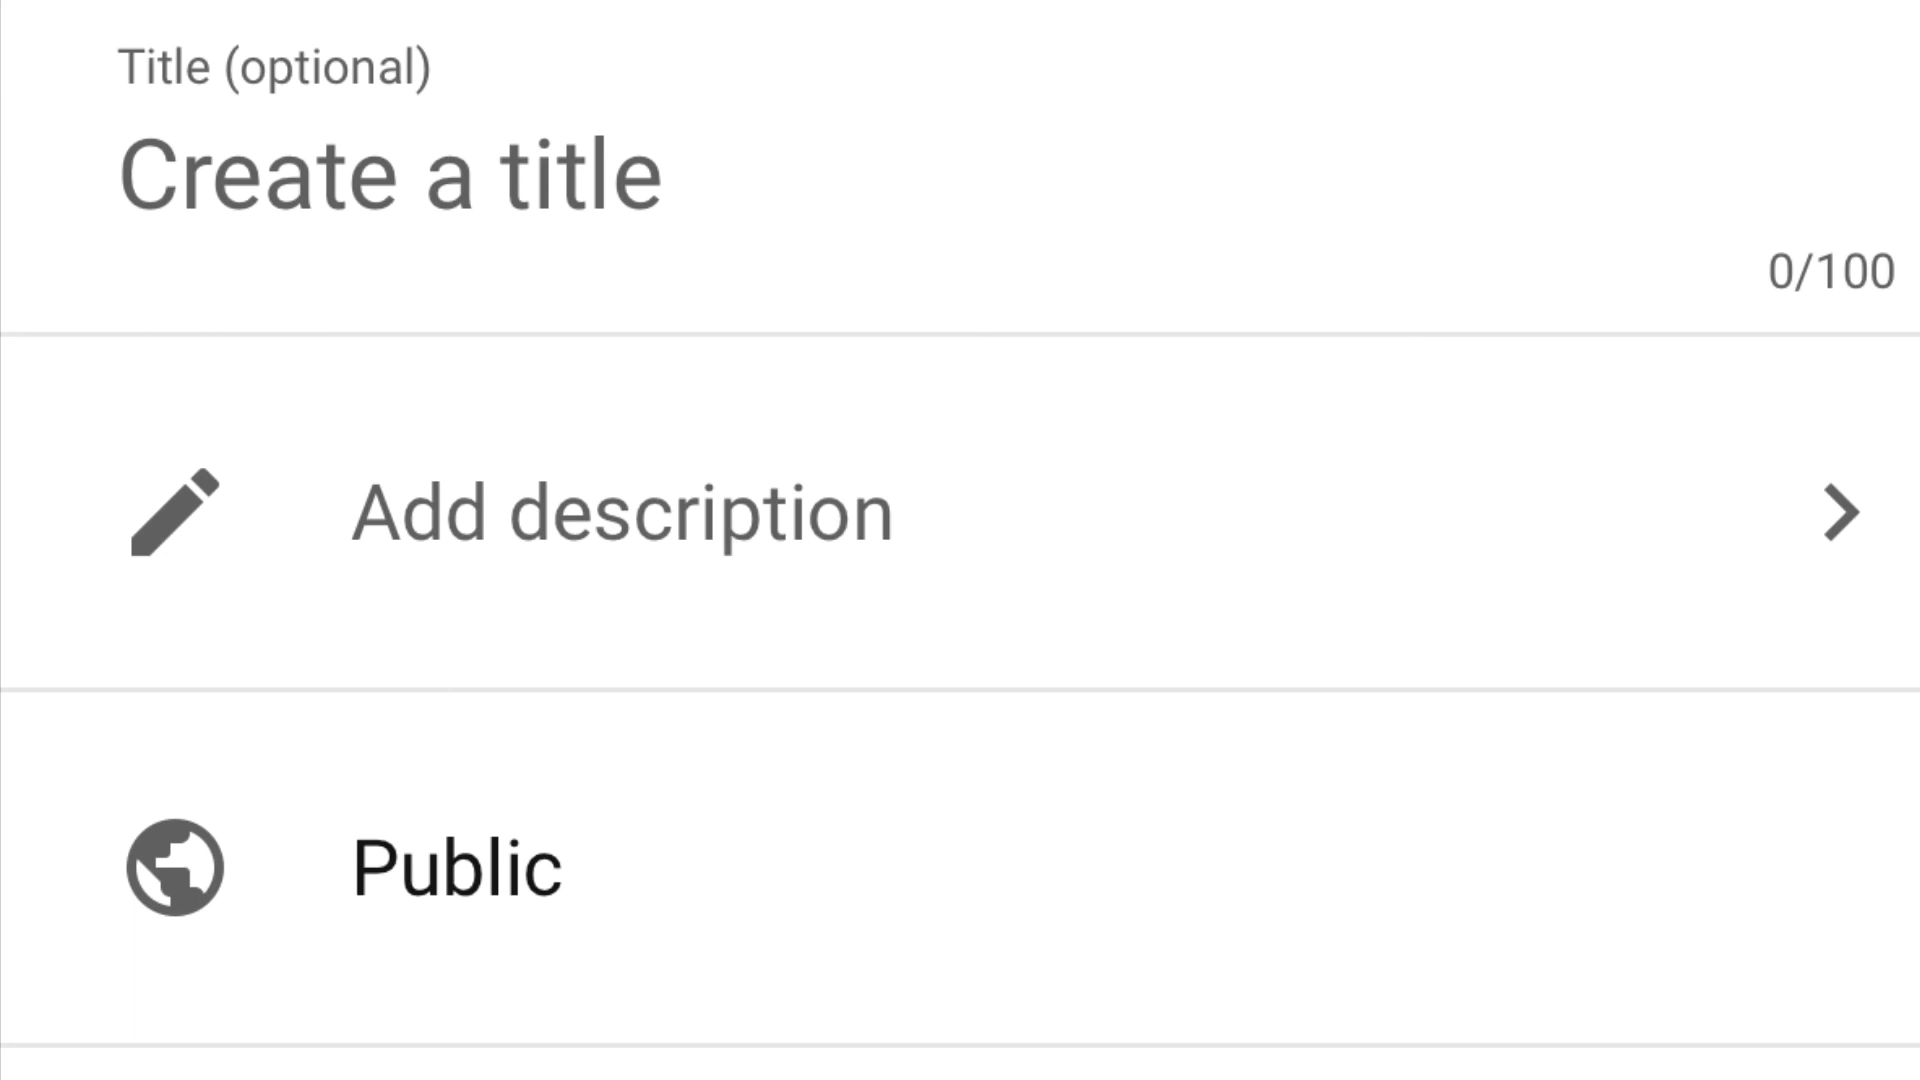 Title (optional)
Create a title
0/100
Add description
Public